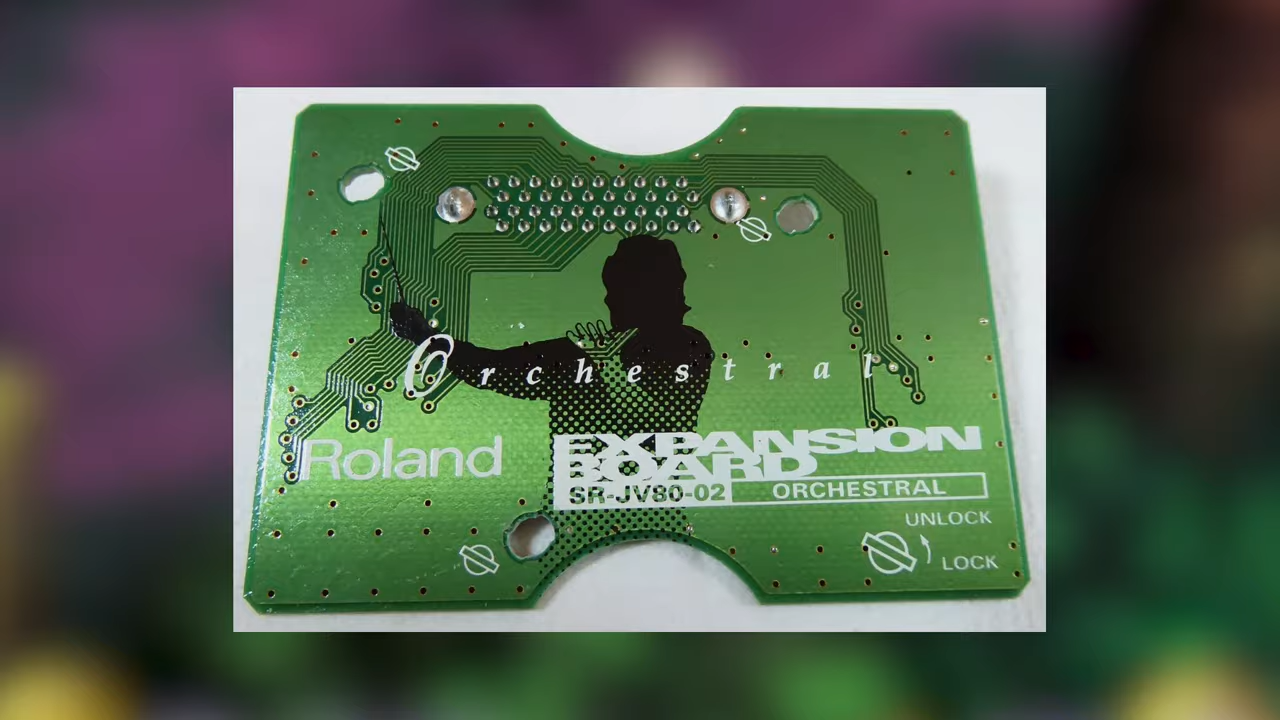 Orchestral
Roland
EXPANSION
BOARD
SR-JV80-02 ORCHESTRAL
UNLOCK
LOCK